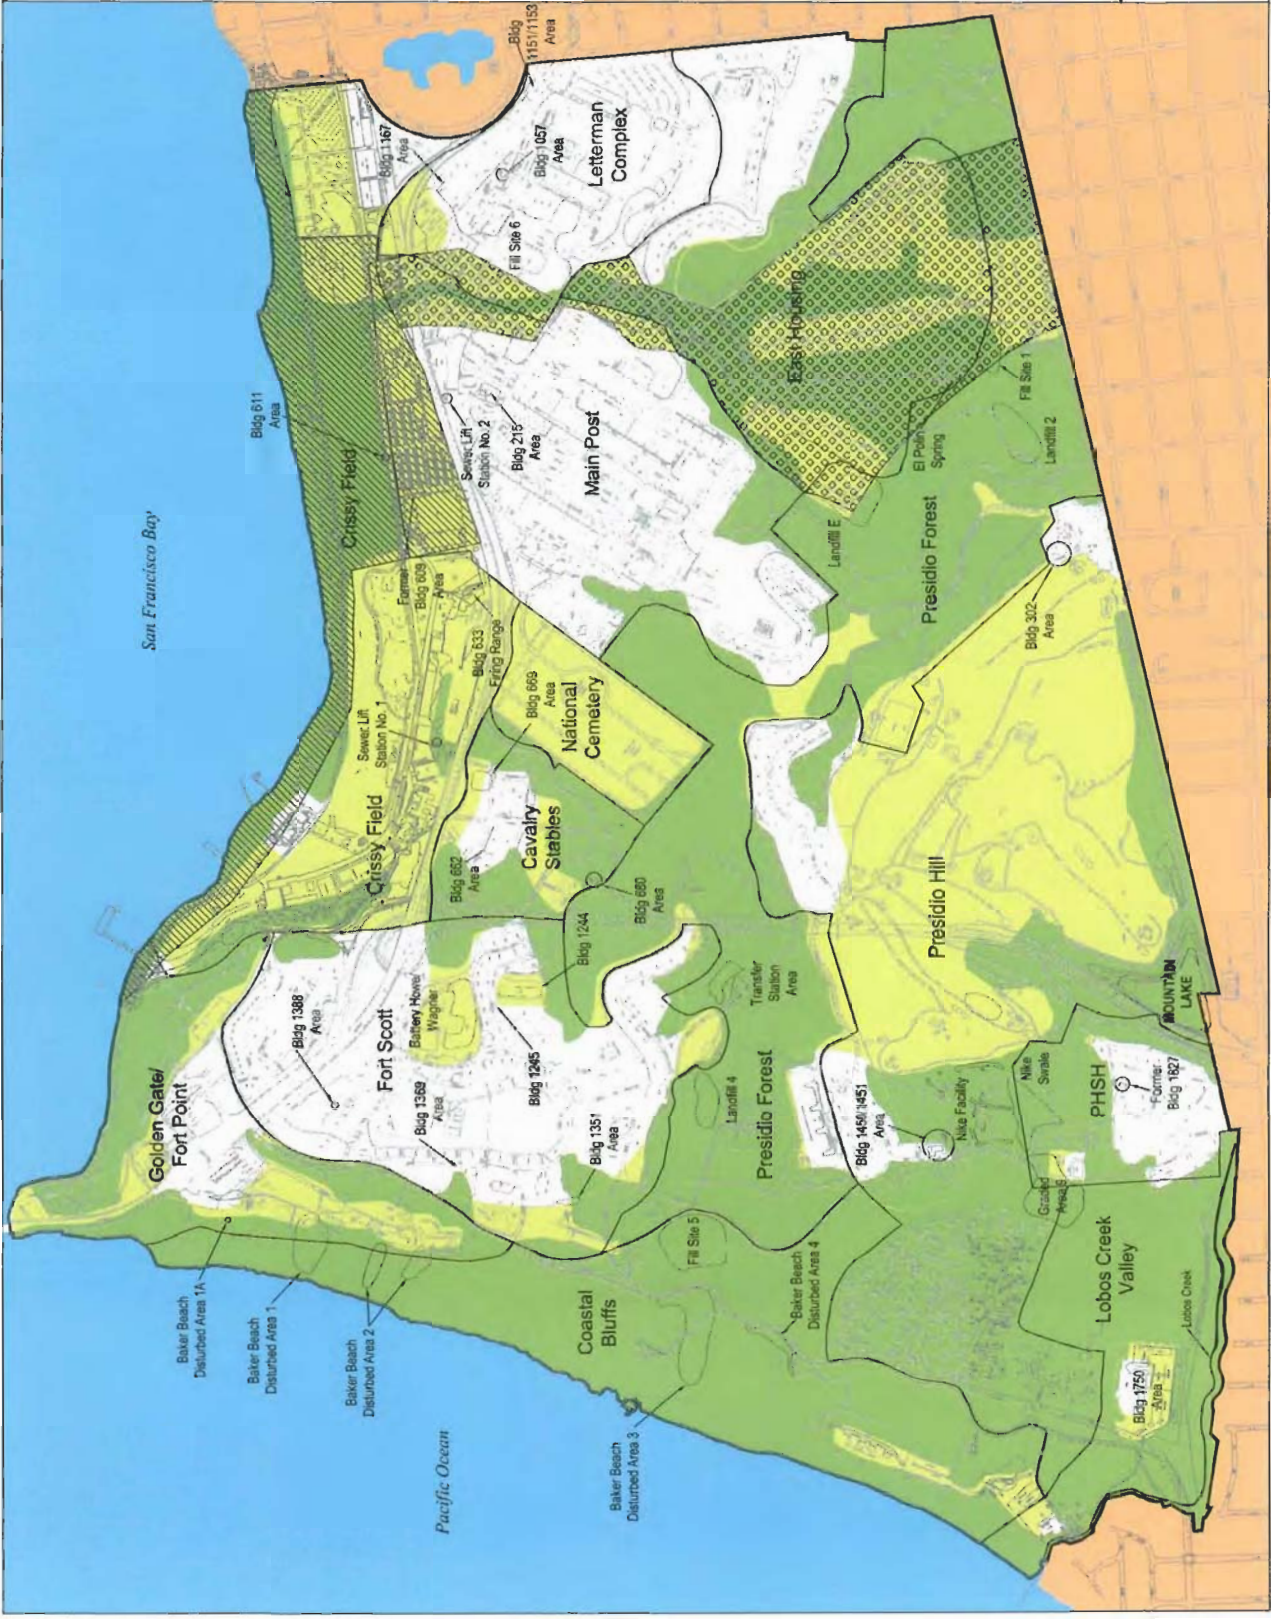 San Francisco Bay
Pacific Ocean
Golden Gate/
Fort Point
Baker Beach
Disturbed Area 1A
Baker Beach
Disturbed Area 1
Baker Beach
Disturbed Area 2
Baker Beach
Disturbed Area 3
Baker Beach
Disturbed Area 4
Coastal
Bluffs
Bldg 1388
Area
Fort Scott
Battery Howe/
Wagner
Bldg 1369
Area
Bldg 1245
Bldg 1244
Bldg 1351
Area
Crissy Field
Sewer Lift
Station No. 1
Crissy Field
Bldg 611
Area
Former
Bldg 609
Area
Bldg 633
Firing Range
Bldg 669
Area
National
Cemetery
Cavalry
Stables
Bldg 662
Area
Bldg 680
Area
Sewer Lift
Station No. 2
Bldg 215
Area
Main Post
Bldg 1167
Area
Bldg
1151/1153
Area
Bldg 1057
Area
Fill Site 6
Letterman
Complex
East Housing
El Polin
Spring
Fill Site 1
Landfill 2
Landfill E
Presidio Forest
Bldg 302
Area
Presidio Hill
Transfer
Station
Area
Landfill 4
Presidio Forest
Fill Site 5
Bldg 1450/1451
Area
Nike Facility
Nike
Swale
MOUNTAIN
LAKE
PHSH
Former
Bldg 1827
Graded
Area 9
Lobos Creek
Valley
Lobos Creek
Bldg 1750
Area